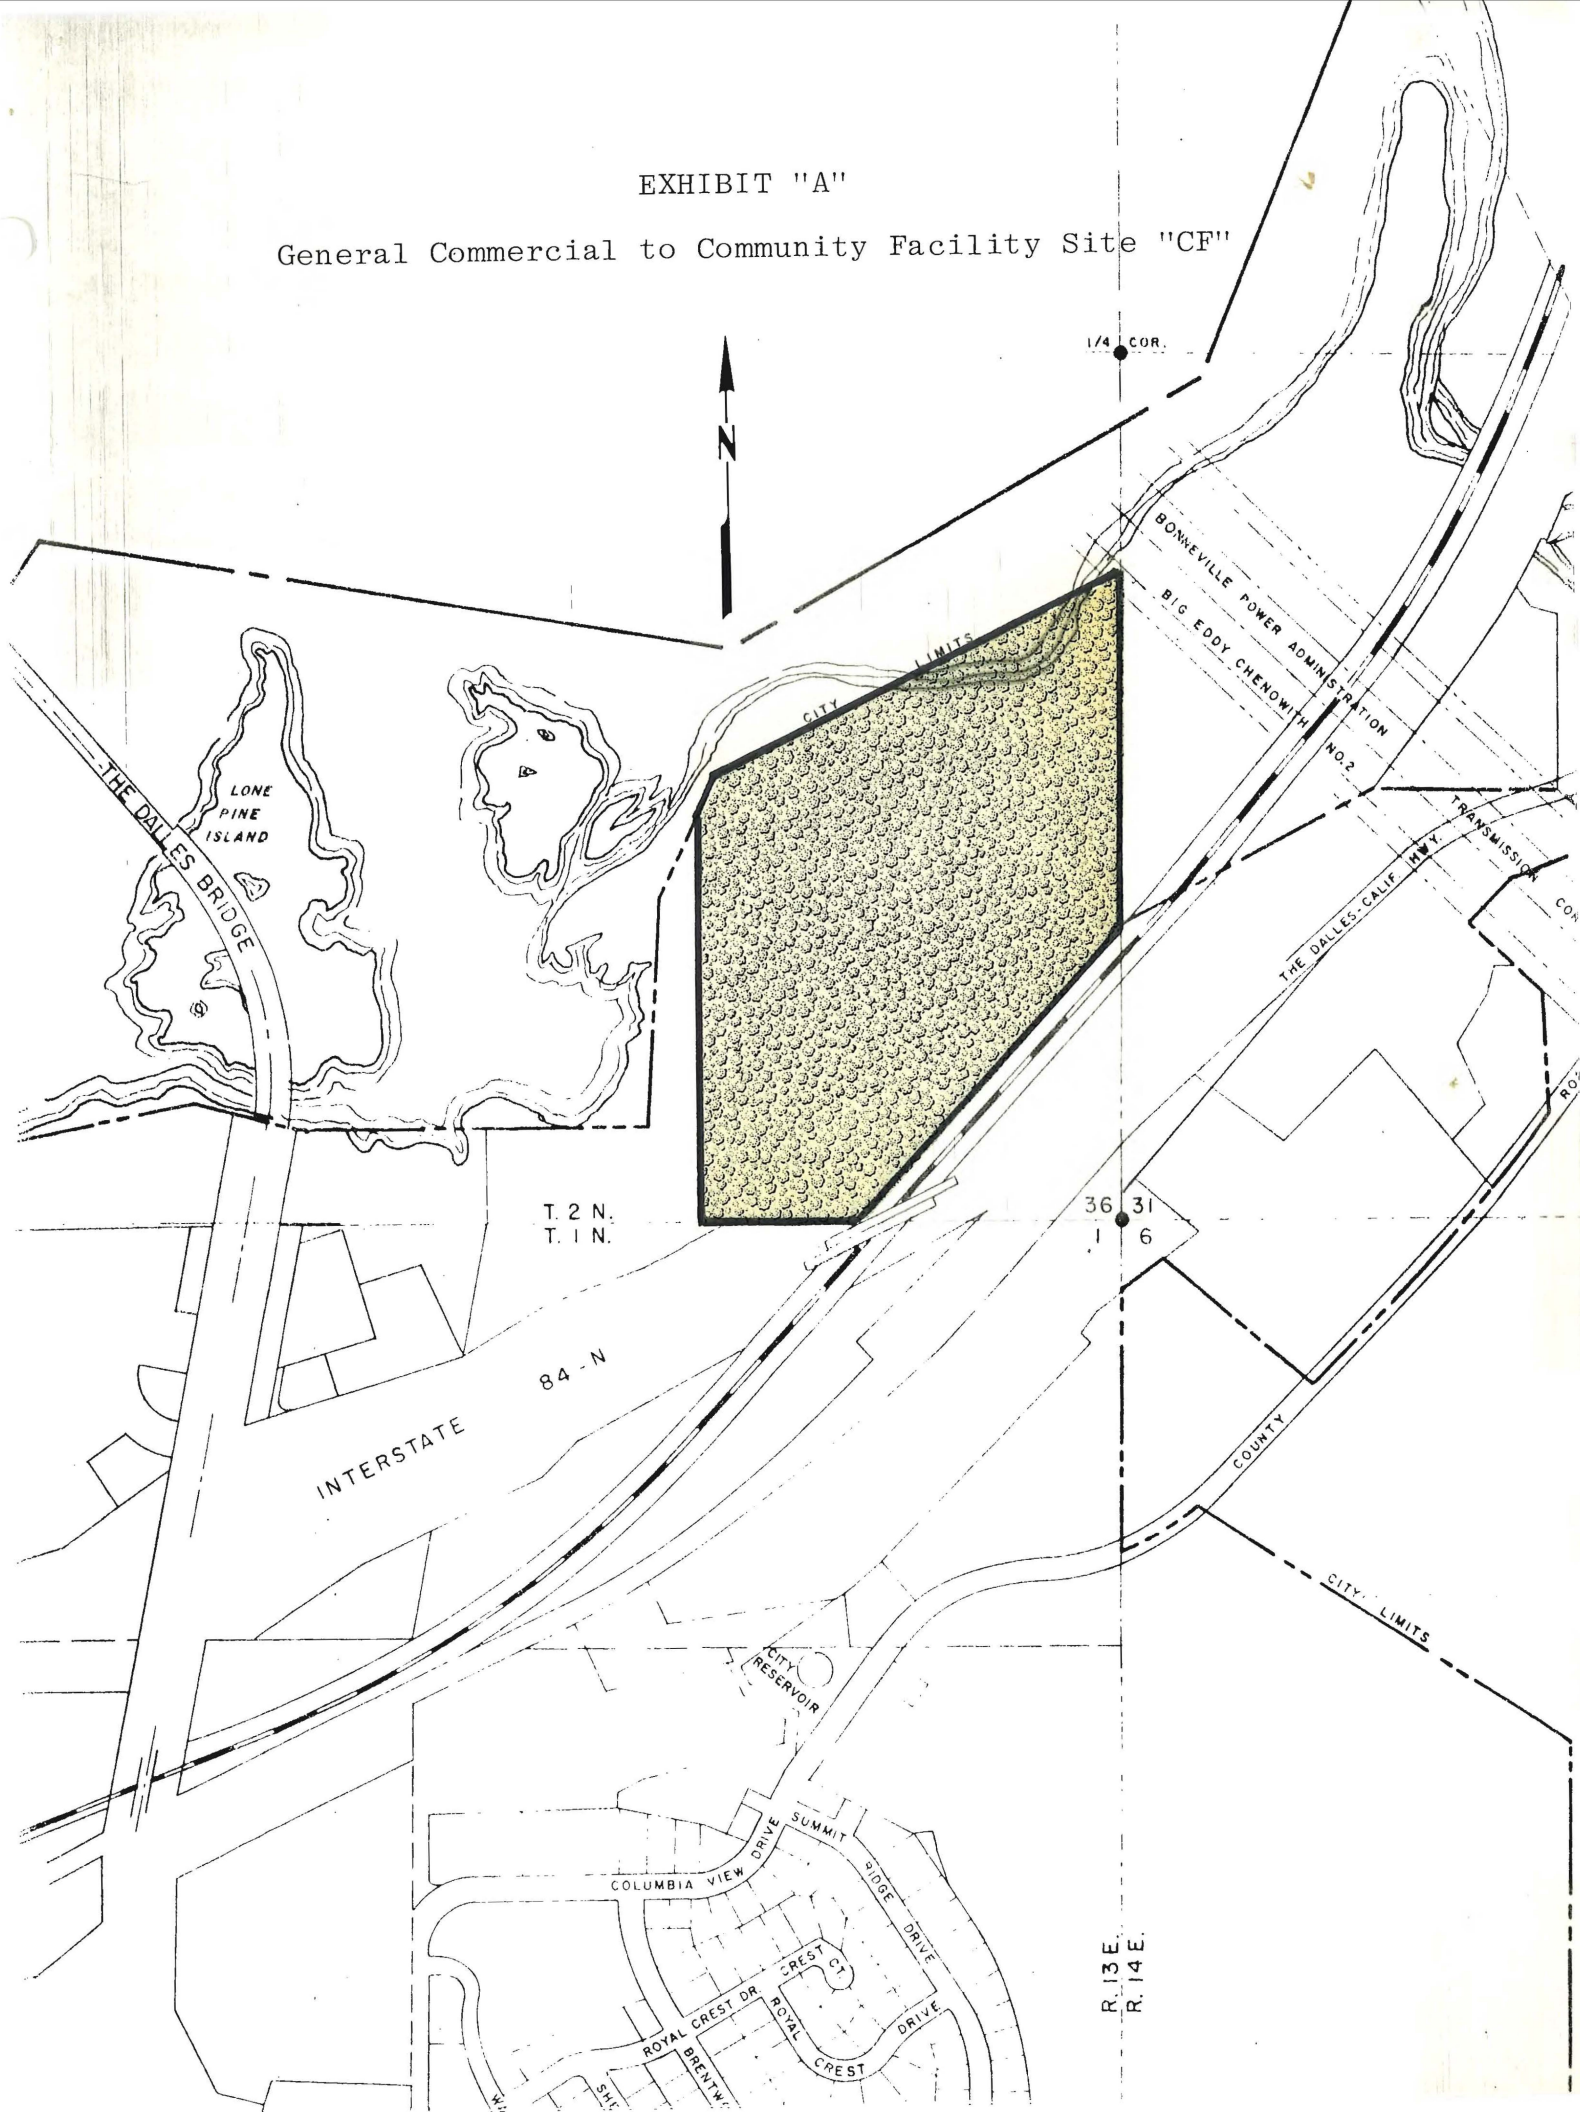 EXHIBIT "A"
General Commercial to Community Facility Site "CF"
1/4 COR.
N
BONNEVILLE POWER ADMINISTRATION
BIG EDDY CHENOWITH NO. 2
TRANSMISSION
CITY LIMITS
THE DALLES BRIDGE
LONE
PINE
ISLAND
THE DALLES-CALIF. HWY.
T. 2 N.
T. 1 N.
36 31
1 6
INTERSTATE 84-N
COUNTY
CITY LIMITS
CITY
RESERVOIR
COLUMBIA VIEW DRIVE
SUMMIT RIDGE DRIVE
CREST CT.
ROYAL CREST DR.
ROYAL CREST DRIVE
R. 13 E.
R. 14 E.